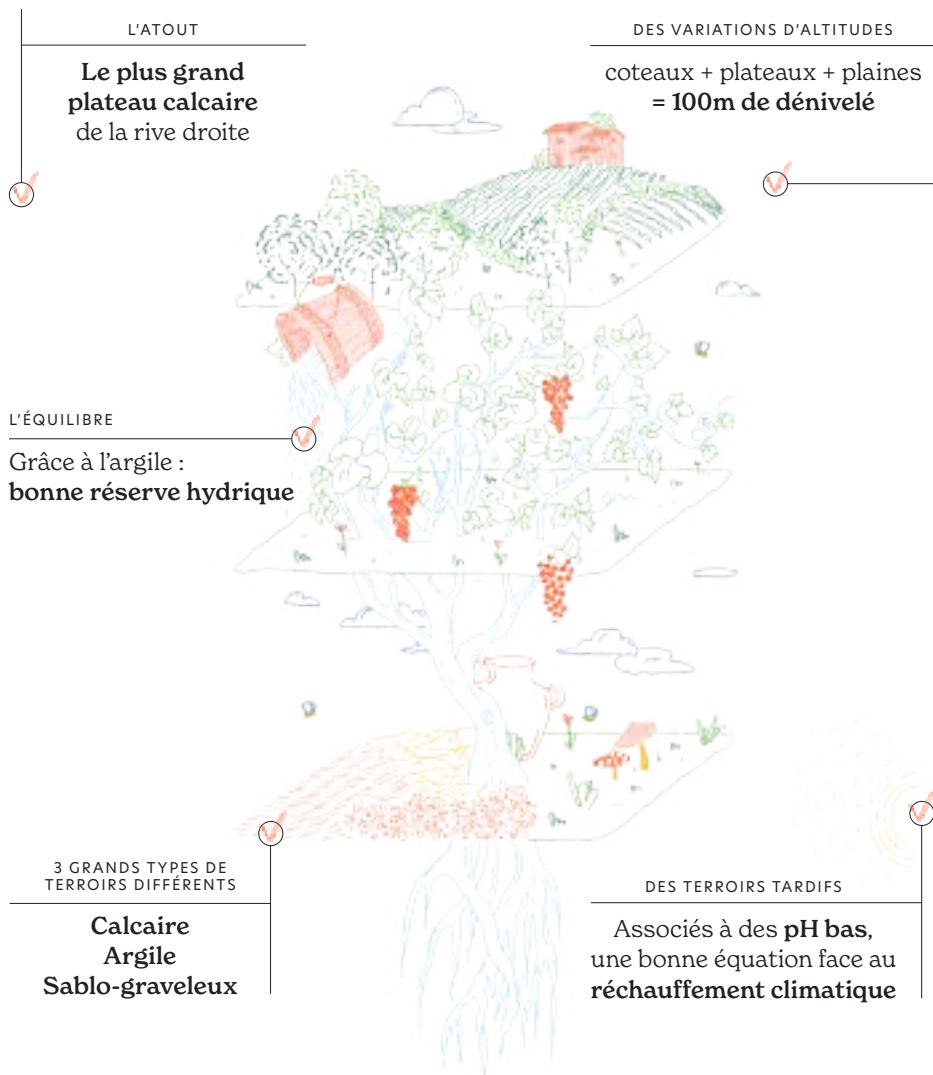 L'ATOUT
Le plus grand
plateau calcaire
de la rive droite
DES VARIATIONS D'ALTITUDES
coteaux + plateaux + plaines
= 100m de dénivelé
L'ÉQUILIBRE
Grâce à l'argile :
bonne réserve hydrique
3 GRANDS TYPES DE
TERROIRS DIFFÉRENTS
Calcaire
Argile
Sablo-graveleux
DES TERROIRS TARDIFS
Associés à des pH bas,
une bonne équation face au
réchauffement climatique